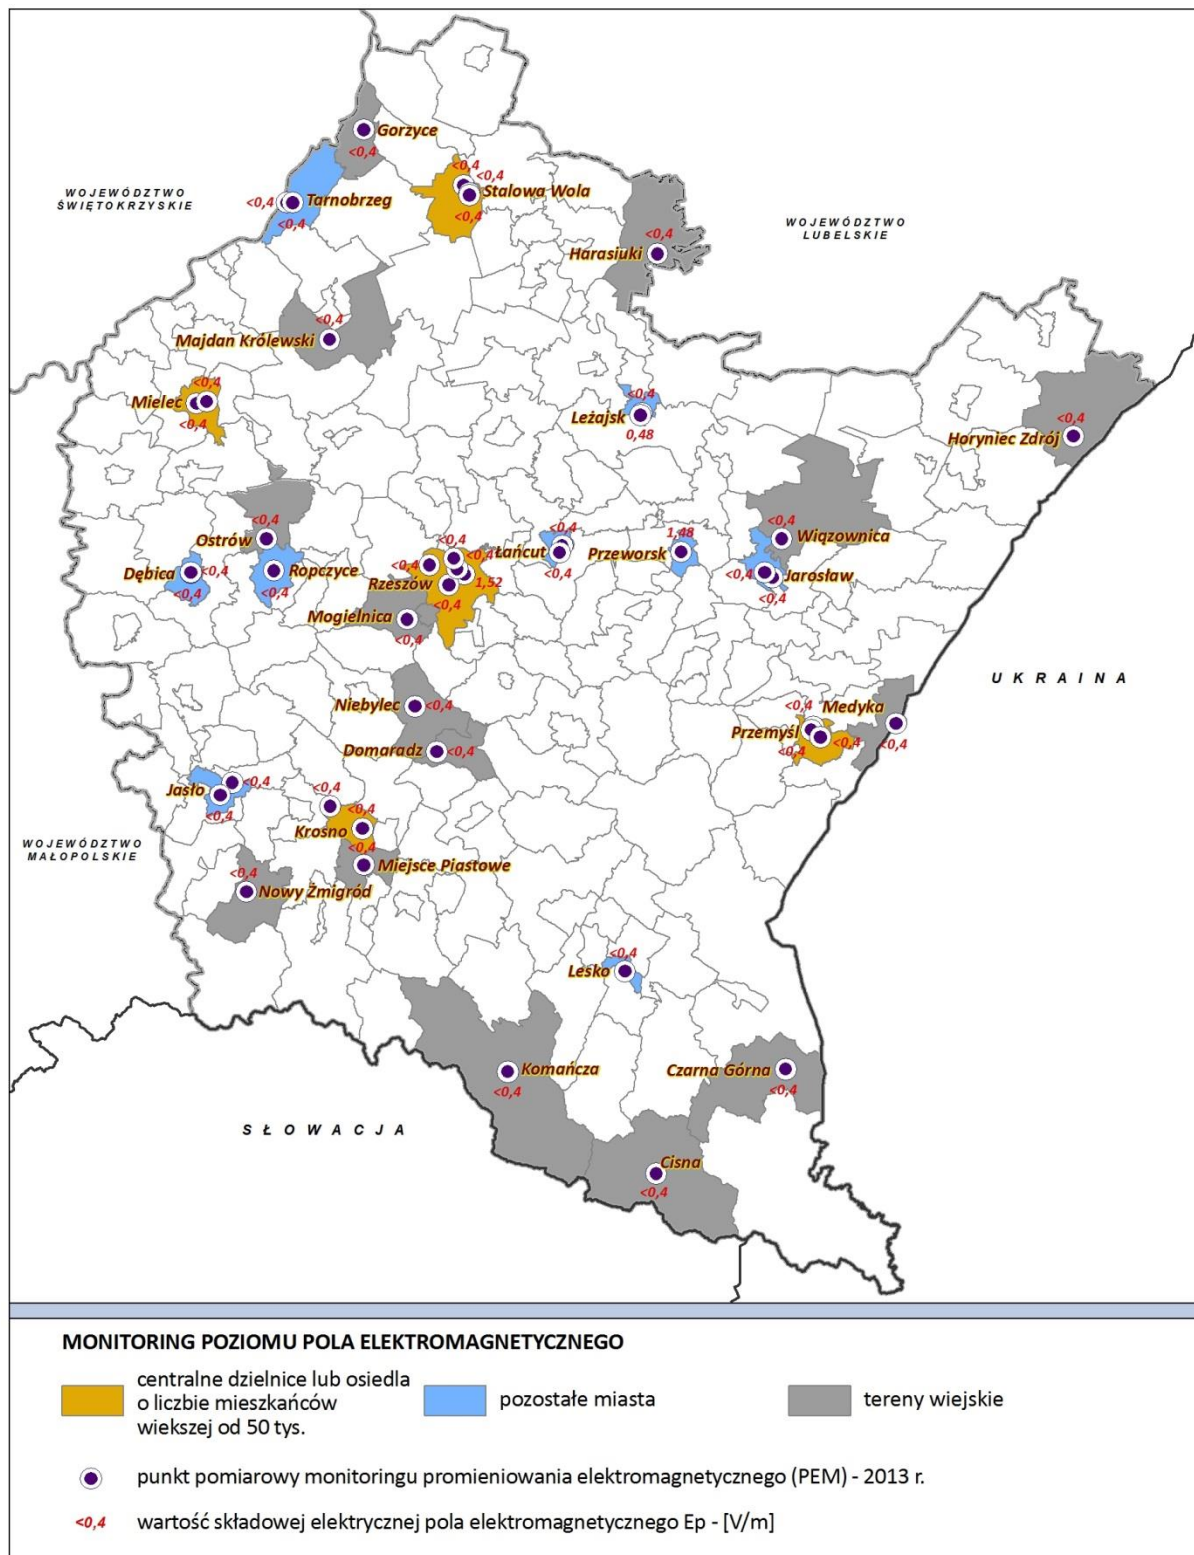 Gorzyce
<0,4
WOJEWÓDZTWO
ŚWIĘTOKRZYSKIE
<0,4
Tarnobrzeg
<0,4
<0,4
<0,4
Stalowa Wola
<0,4
WOJEWÓDZTWO
LUBELSKIE
<0,4
Harasiuki
<0,4
Majdan Królewski
<0,4
Mielec
<0,4
<0,4
Leżajsk
0,48
<0,4
Horyniec Zdrój
<0,4
Ostrów
<0,4
Wiązownica
Dębica
<0,4
<0,4
Ropczyce
<0,4
<0,4
<0,4
<0,4
Rzeszów
1,52
<0,4
<0,4
Łańcut
<0,4
1,48
Przeworsk
<0,4
Jarosław
<0,4
Mogielnica
<0,4
UKRAINA
Niebylec
<0,4
Domaradz
<0,4
<0,4
Medyka
Przemyśl
<0,4
<0,4
<0,4
Jasło
<0,4
<0,4
<0,4
<0,4
Krosno
WOJEWÓDZTWO
MAŁOPOLSKIE
<0,4
Miejsce Piastowe
<0,4
Nowy Żmigród
<0,4
Lesko
Komańcza
<0,4
Czarna Górna
<0,4
SŁOWACJA
Cisna
<0,4
MONITORING POZIOMU POLA ELEKTROMAGNETYCZNEGO
centralne dzielnice lub osiedla
o liczbie mieszkańców
wiekszej od 50 tys.
pozostałe miasta
tereny wiejskie
punkt pomiarowy monitoringu promieniowania elektromagnetycznego (PEM) - 2013 r.
<0,4 wartość składowej elektrycznej pola elektromagnetycznego Ep - [V/m]